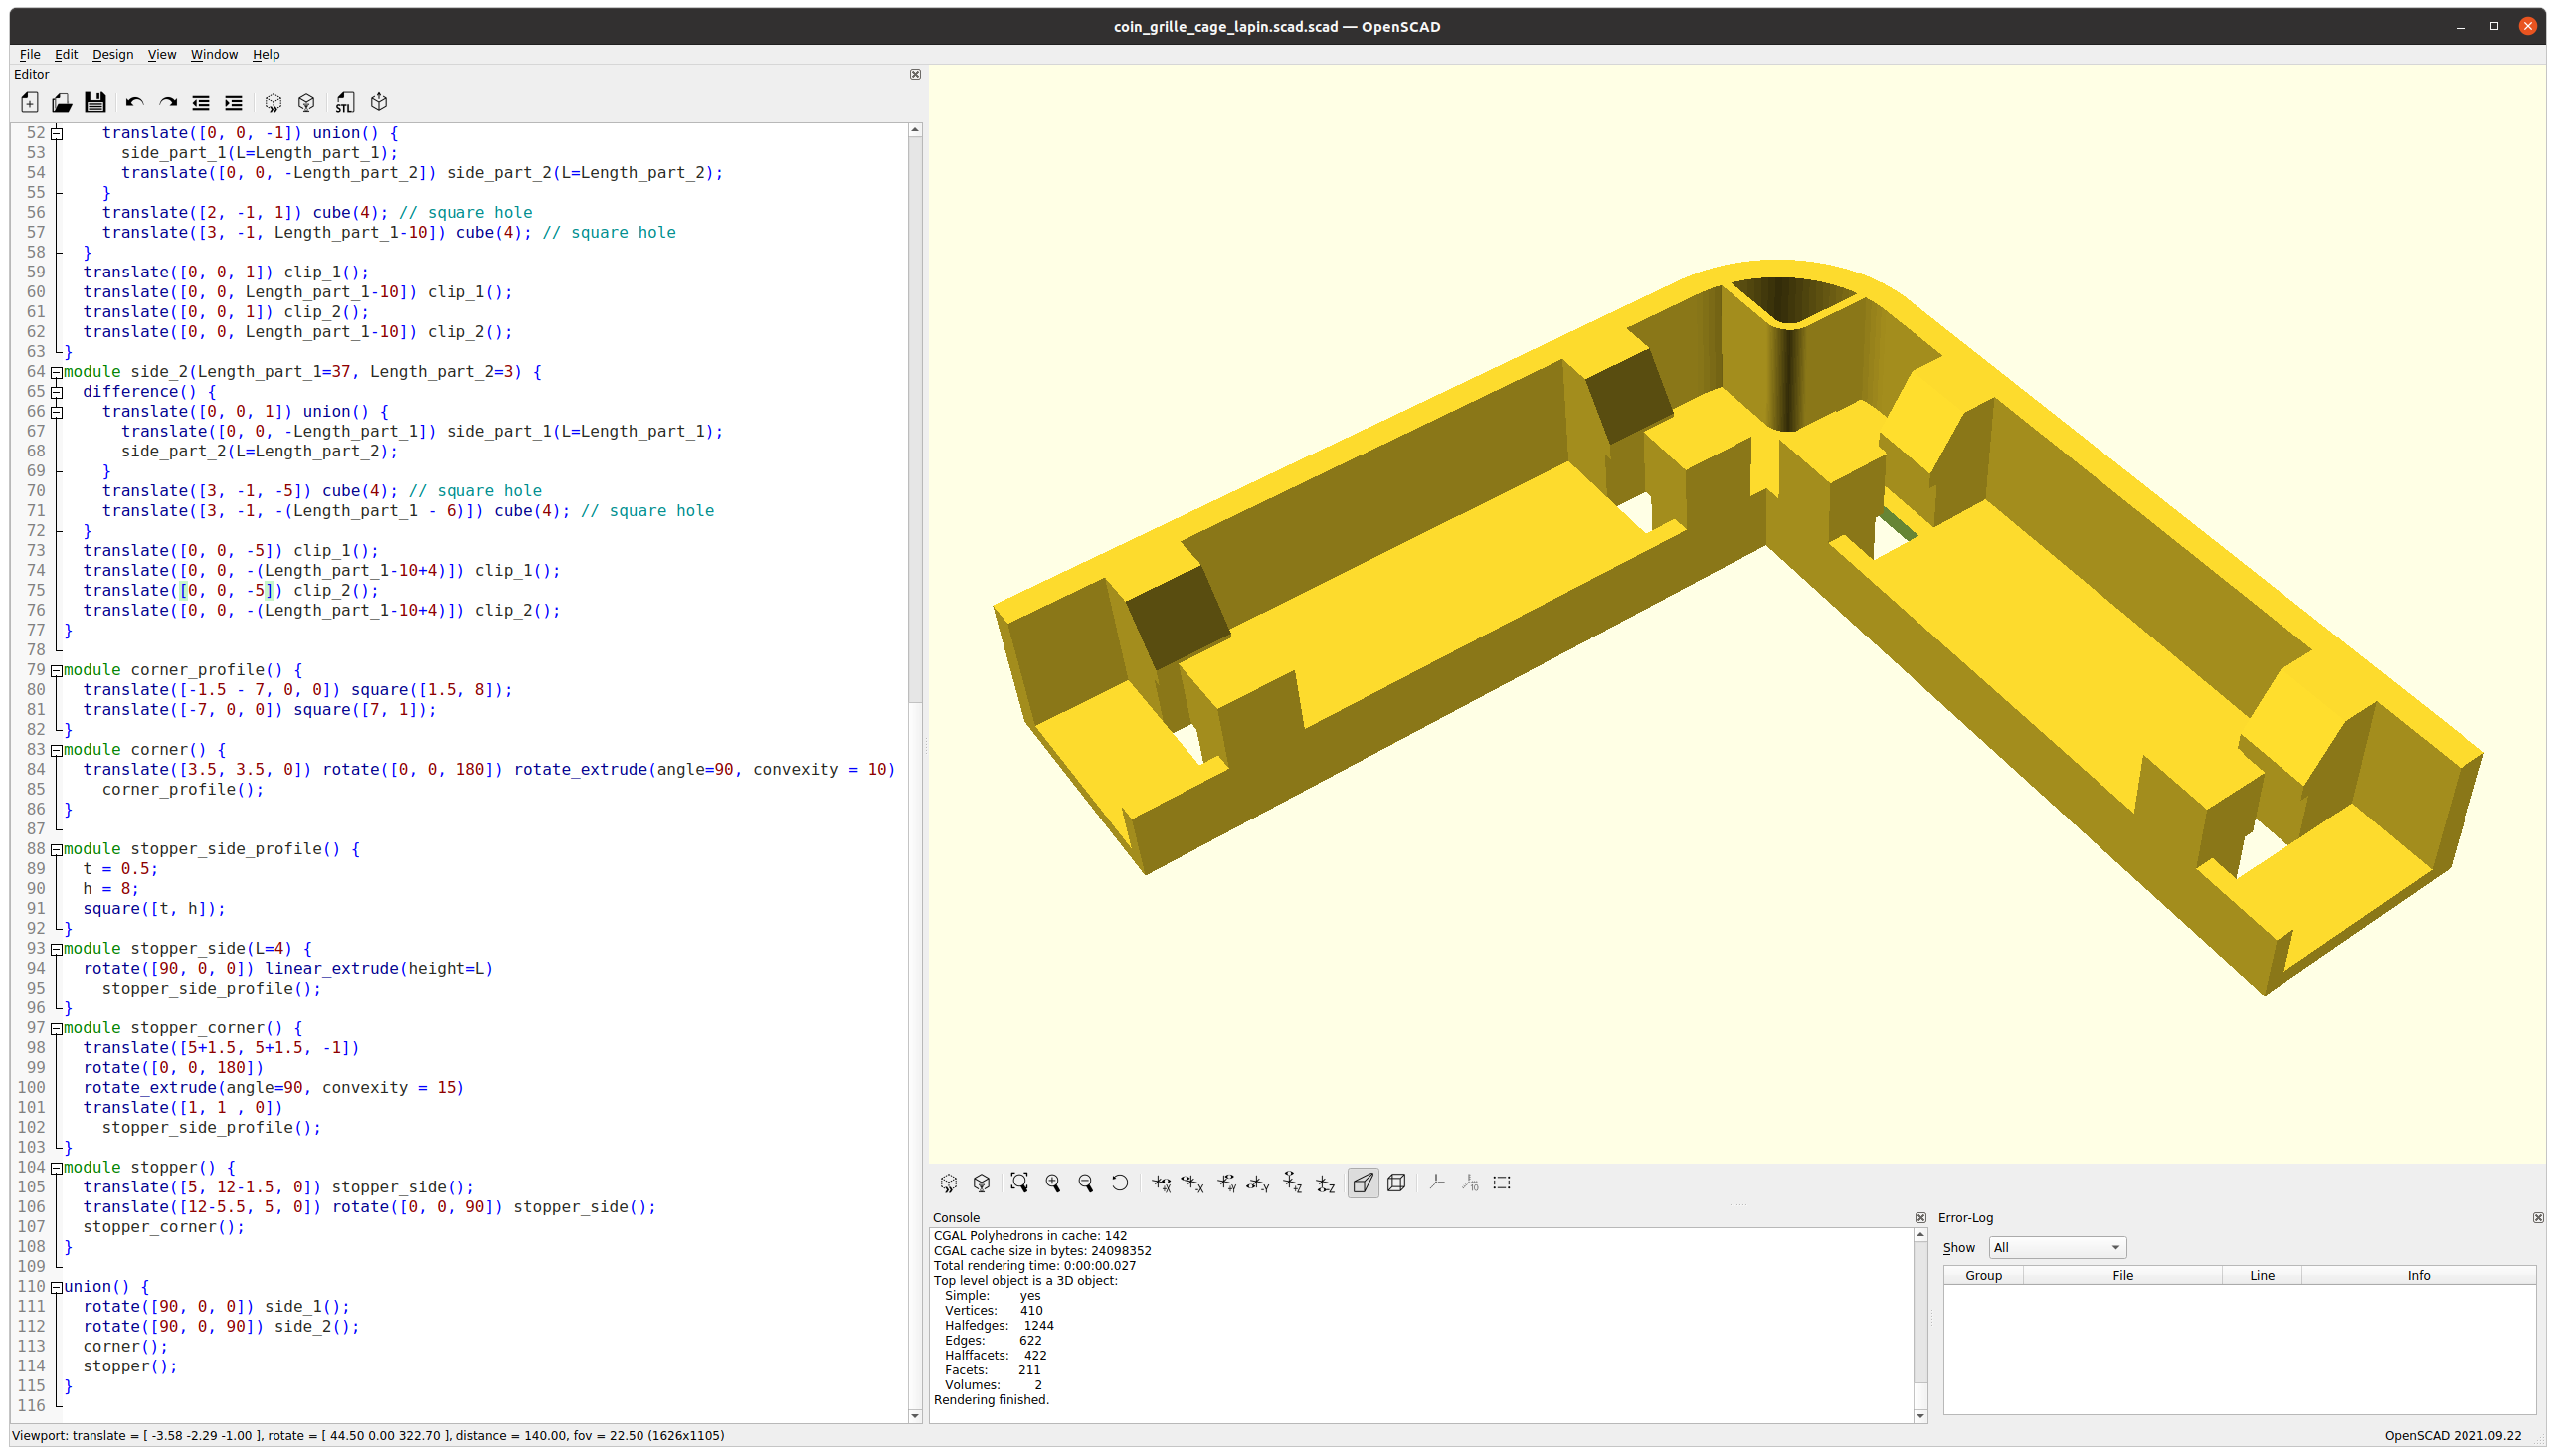 coin_grille_cage_lapin.scad.scad — OpenSCAD
File Edit Design View Window Help
Editor
STL
52 translate([0, 0, -1]) union() {
53 side_part_1(L=Length_part_1);
54 translate([0, 0, -Length_part_2]) side_part_2(L=Length_part_2);
55 }
56 translate([2, -1, 1]) cube(4); // square hole
57 translate([3, -1, Length_part_1-10]) cube(4); // square hole
58 }
59 translate([0, 0, 1]) clip_1();
60 translate([0, 0, Length_part_1-10]) clip_1();
61 translate([0, 0, 1]) clip_2();
62 translate([0, 0, Length_part_1-10]) clip_2();
63 }
64 module side_2(Length_part_1=37, Length_part_2=3) {
65 difference() {
66 translate([0, 0, 1]) union() {
67 translate([0, 0, -Length_part_1]) side_part_1(L=Length_part_1);
68 side_part_2(L=Length_part_2);
69 }
70 translate([3, -1, -5]) cube(4); // square hole
71 translate([3, -1, -(Length_part_1 - 6)]) cube(4); // square hole
72 }
73 translate([0, 0, -5]) clip_1();
74 translate([0, 0, -(Length_part_1-10+4)]) clip_1();
75 translate([0, 0, -5]) clip_2();
76 translate([0, 0, -(Length_part_1-10+4)]) clip_2();
77 }
78
79 module corner_profile() {
80 translate([-1.5 - 7, 0, 0]) square([1.5, 8]);
81 translate([-7, 0, 0]) square([7, 1]);
82 }
83 module corner() {
84 translate([3.5, 3.5, 0]) rotate([0, 0, 180]) rotate_extrude(angle=90, convexity = 10)
85 corner_profile();
86 }
87
88 module stopper_side_profile() {
89 t = 0.5;
90 h = 8;
91 square([t, h]);
92 }
93 module stopper_side(L=4) {
94 rotate([90, 0, 0]) linear_extrude(height=L)
95 stopper_side_profile();
96 }
97 module stopper_corner() {
98 translate([5+1.5, 5+1.5, -1])
99 rotate([0, 0, 180])
100 rotate_extrude(angle=90, convexity = 15)
101 translate([1, 1 , 0])
102 stopper_side_profile();
103 }
104 module stopper() {
105 translate([5, 12-1.5, 0]) stopper_side();
106 translate([12-5.5, 5, 0]) rotate([0, 0, 90]) stopper_side();
107 stopper_corner();
108 }
109
110 union() {
111 rotate([90, 0, 0]) side_1();
112 rotate([90, 0, 90]) side_2();
113 corner();
114 stopper();
115 }
116
+X -X +Y -Y +Z -Z 10
Console
CGAL Polyhedrons in cache: 142
CGAL cache size in bytes: 24098352
Total rendering time: 0:00:00.027
Top level object is a 3D object:
Simple: yes
Vertices: 410
Halfedges: 1244
Edges: 622
Halffacets: 422
Facets: 211
Volumes: 2
Rendering finished.
Error-Log
Show All
Group File Line Info
Viewport: translate = [ -3.58 -2.29 -1.00 ], rotate = [ 44.50 0.00 322.70 ], distance = 140.00, fov = 22.50 (1626x1105)
OpenSCAD 2021.09.22